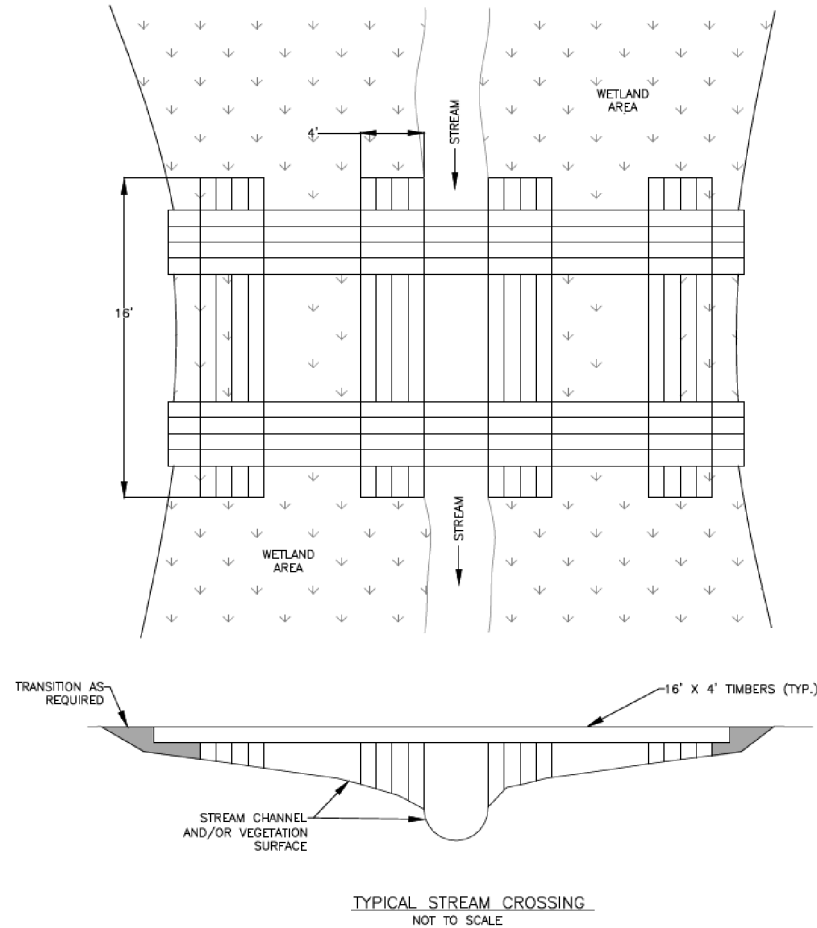 WETLAND
AREA
STREAM
4'
16'
STREAM
WETLAND
AREA
TRANSITION AS
REQUIRED
16' X 4' TIMBERS (TYP.)
STREAM CHANNEL
AND/OR VEGETATION
SURFACE
TYPICAL STREAM CROSSING
NOT TO SCALE